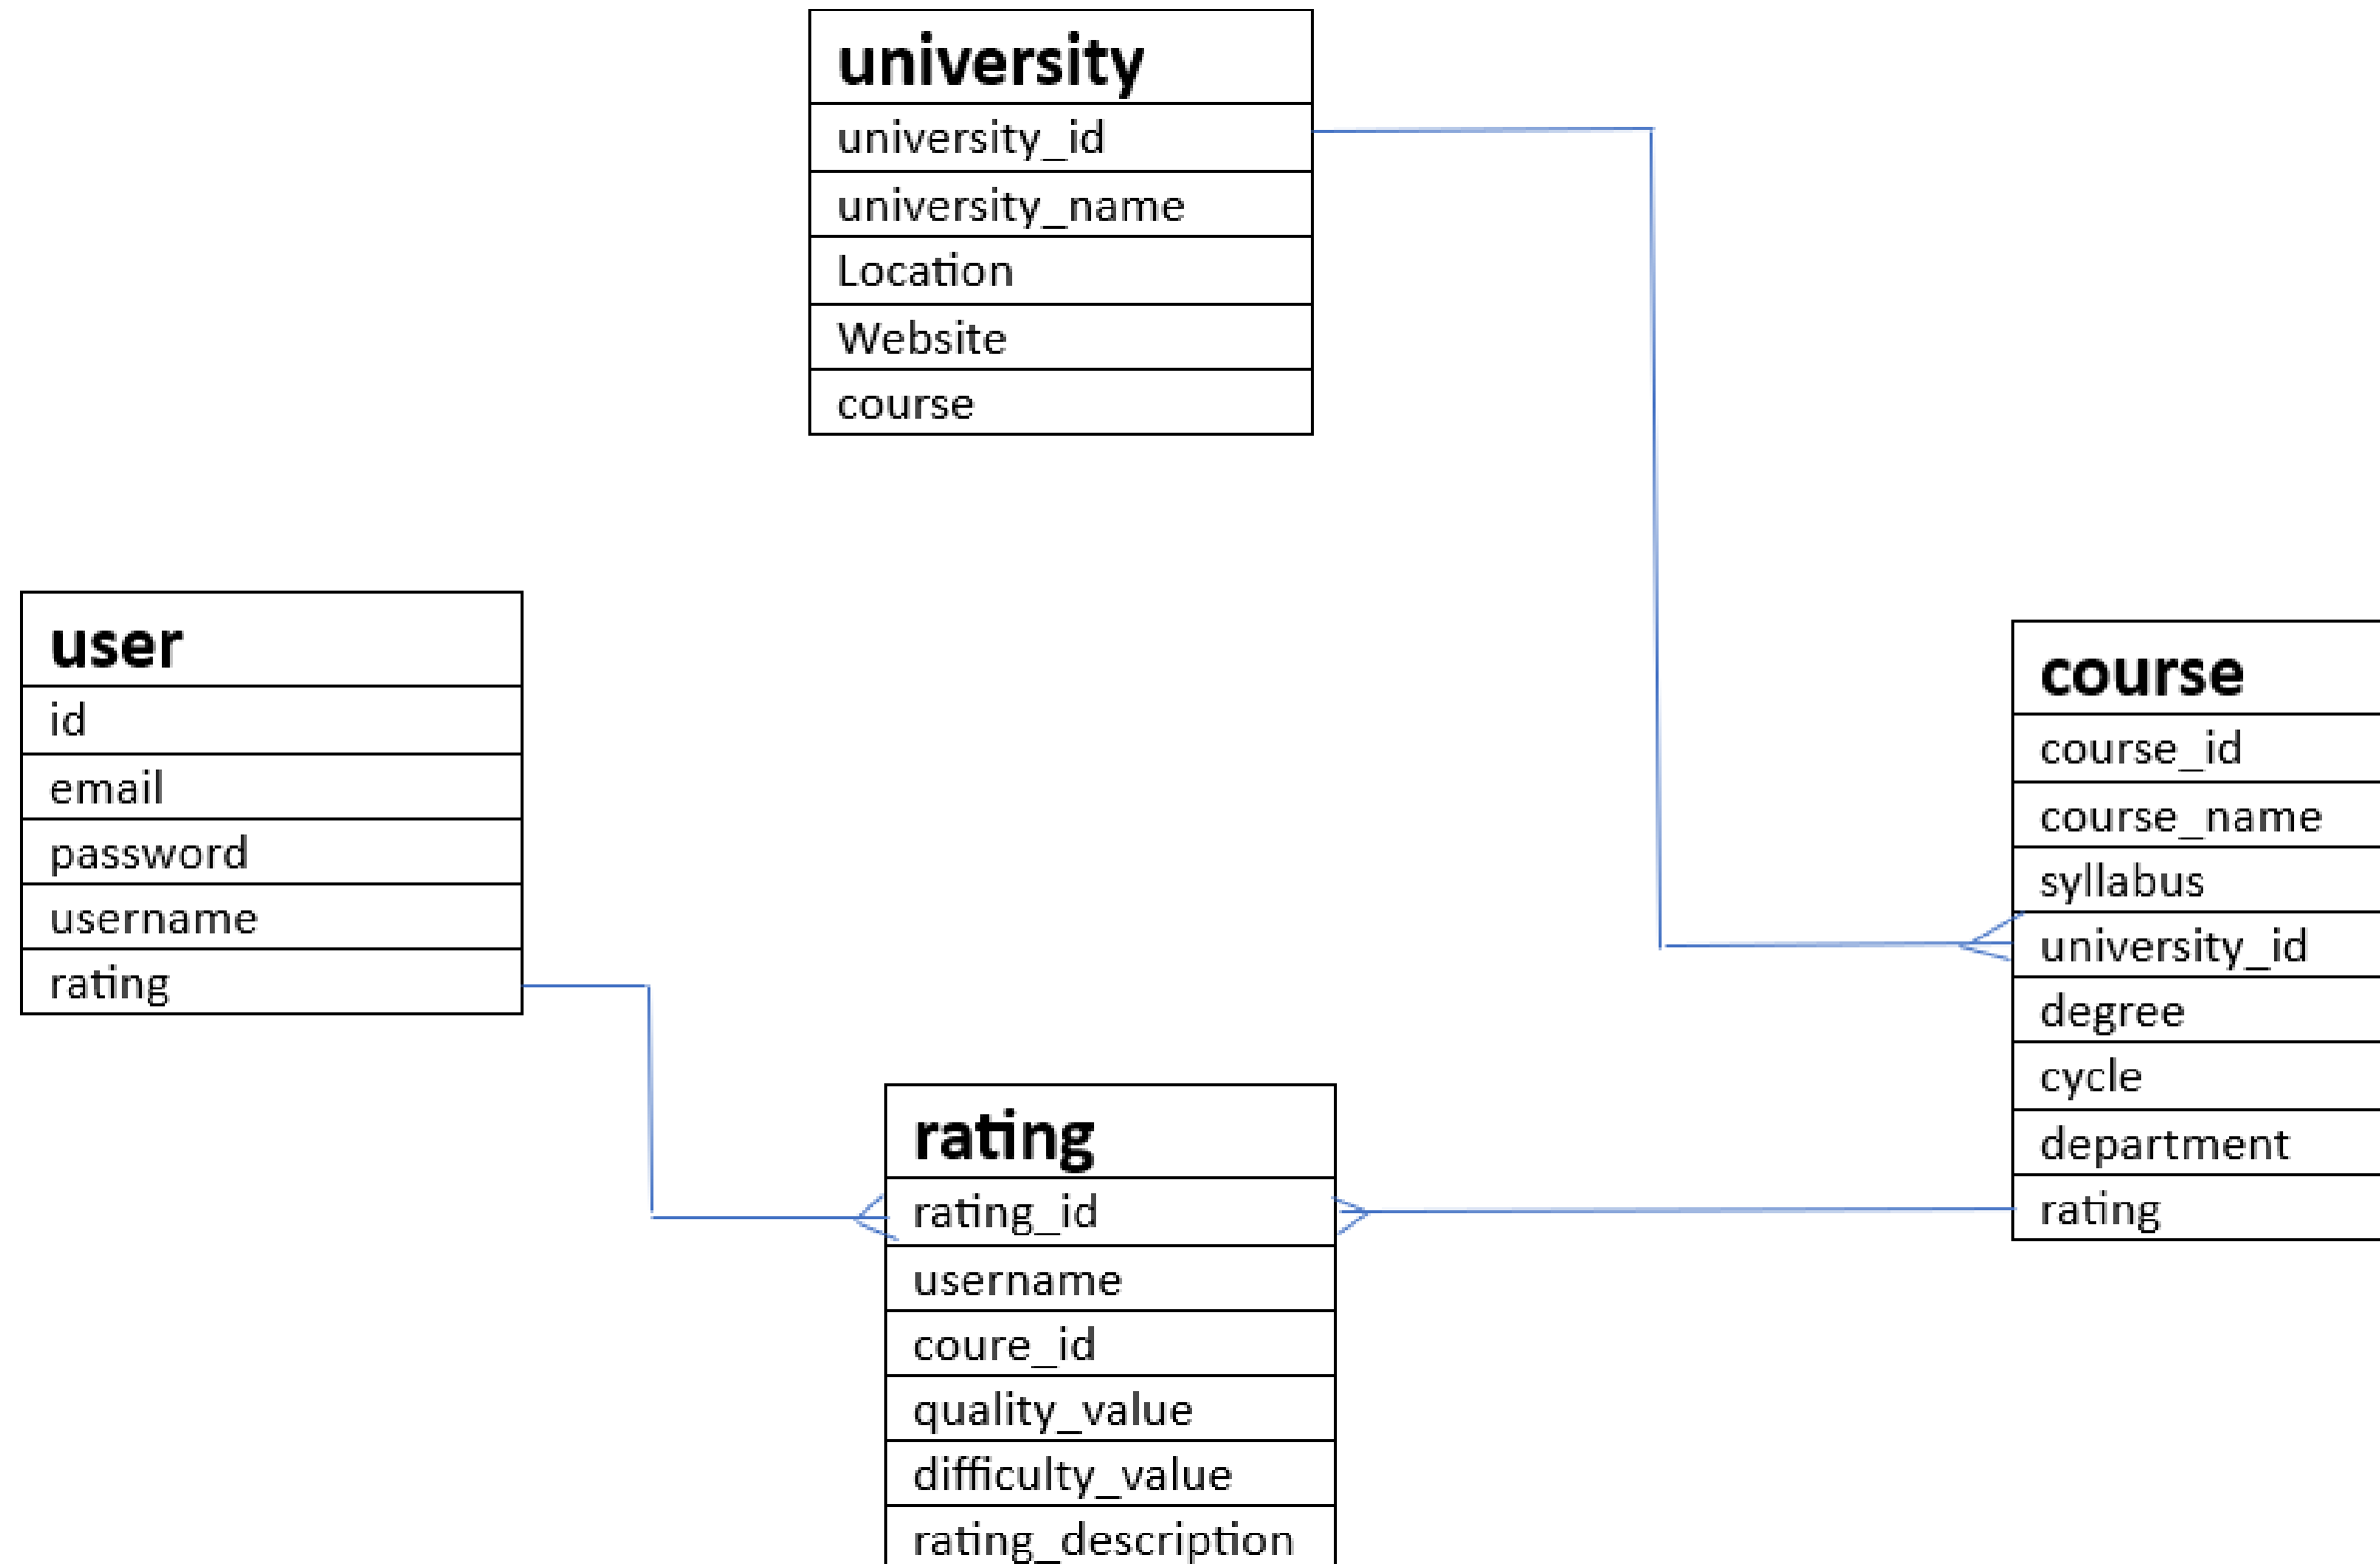 university
university_id
university_name
Location
Website
course
user
id
email
password
username
rating
course
course_id
course_name
syllabus
university_id
degree
cycle
department
rating
rating
rating_id
username
coure_id
quality_value
difficulty_value
rating_description